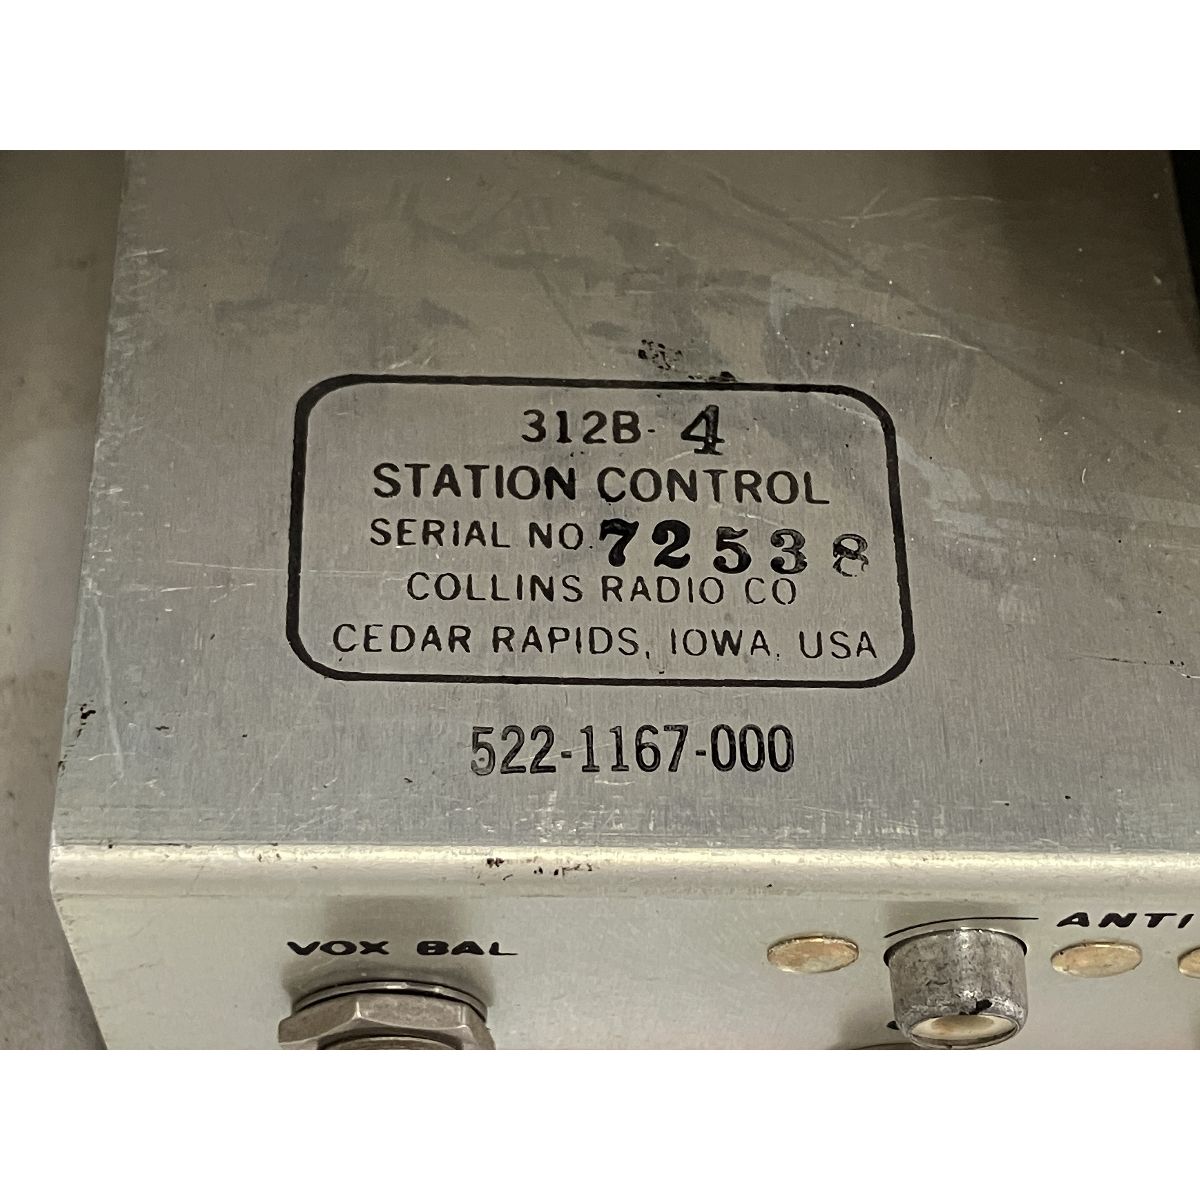 312B-4
STATION CONTROL
SERIAL NO. 72538
COLLINS RADIO CO
CEDAR RAPIDS, IOWA, USA
522-1167-000
VOX BAL
ANTI